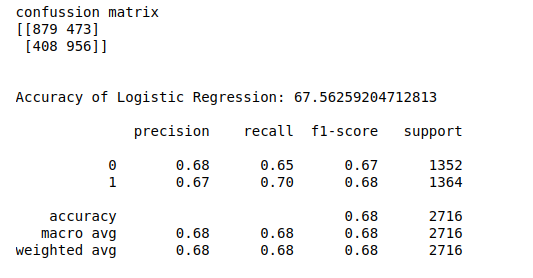 confussion matrix
[[879 473]
 [408 956]]
Accuracy of Logistic Regression: 67.56259204712813
precision recall f1-score support
0 0.68 0.65 0.67 1352
1 0.67 0.70 0.68 1364
accuracy 0.68 2716
macro avg 0.68 0.68 0.68 2716
weighted avg 0.68 0.68 0.68 2716